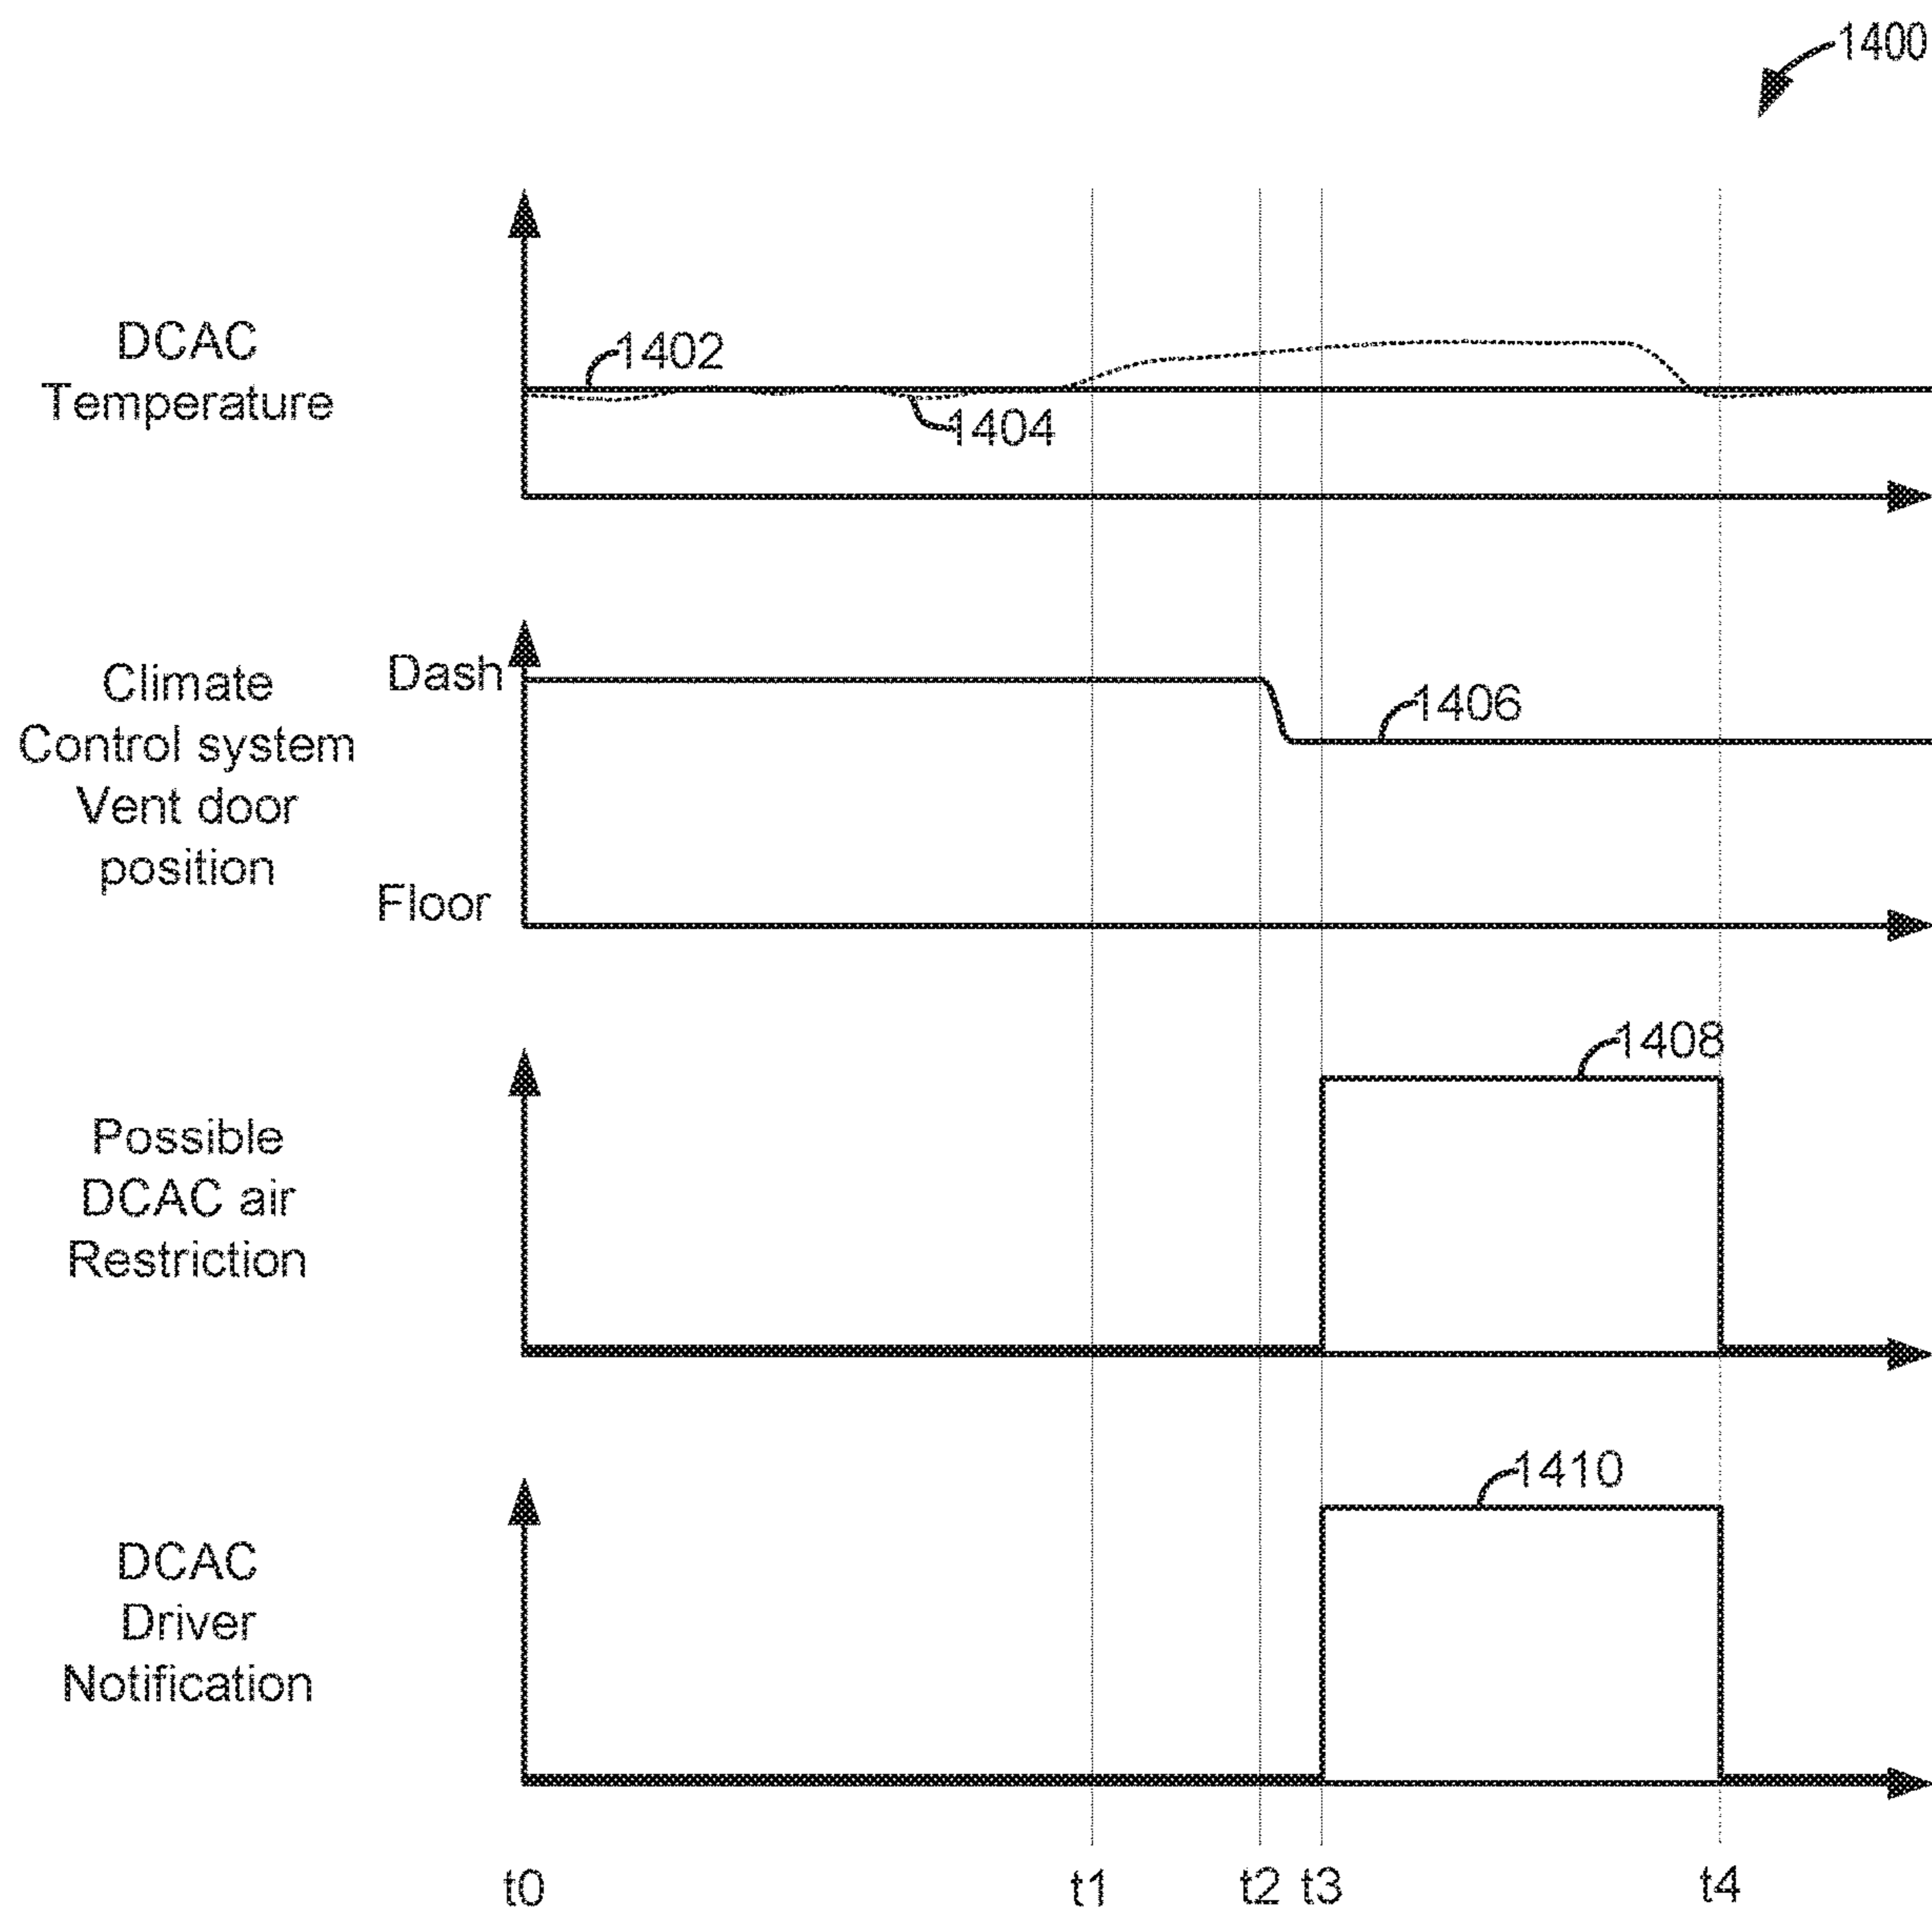 1400
DCAC
Temperature
1402
1404
Climate
Control system
Vent door
position
Dash
Floor
1406
Possible
DCAC air
Restriction
1408
DCAC
Driver
Notification
1410
t0 t1 t2 t3 t4